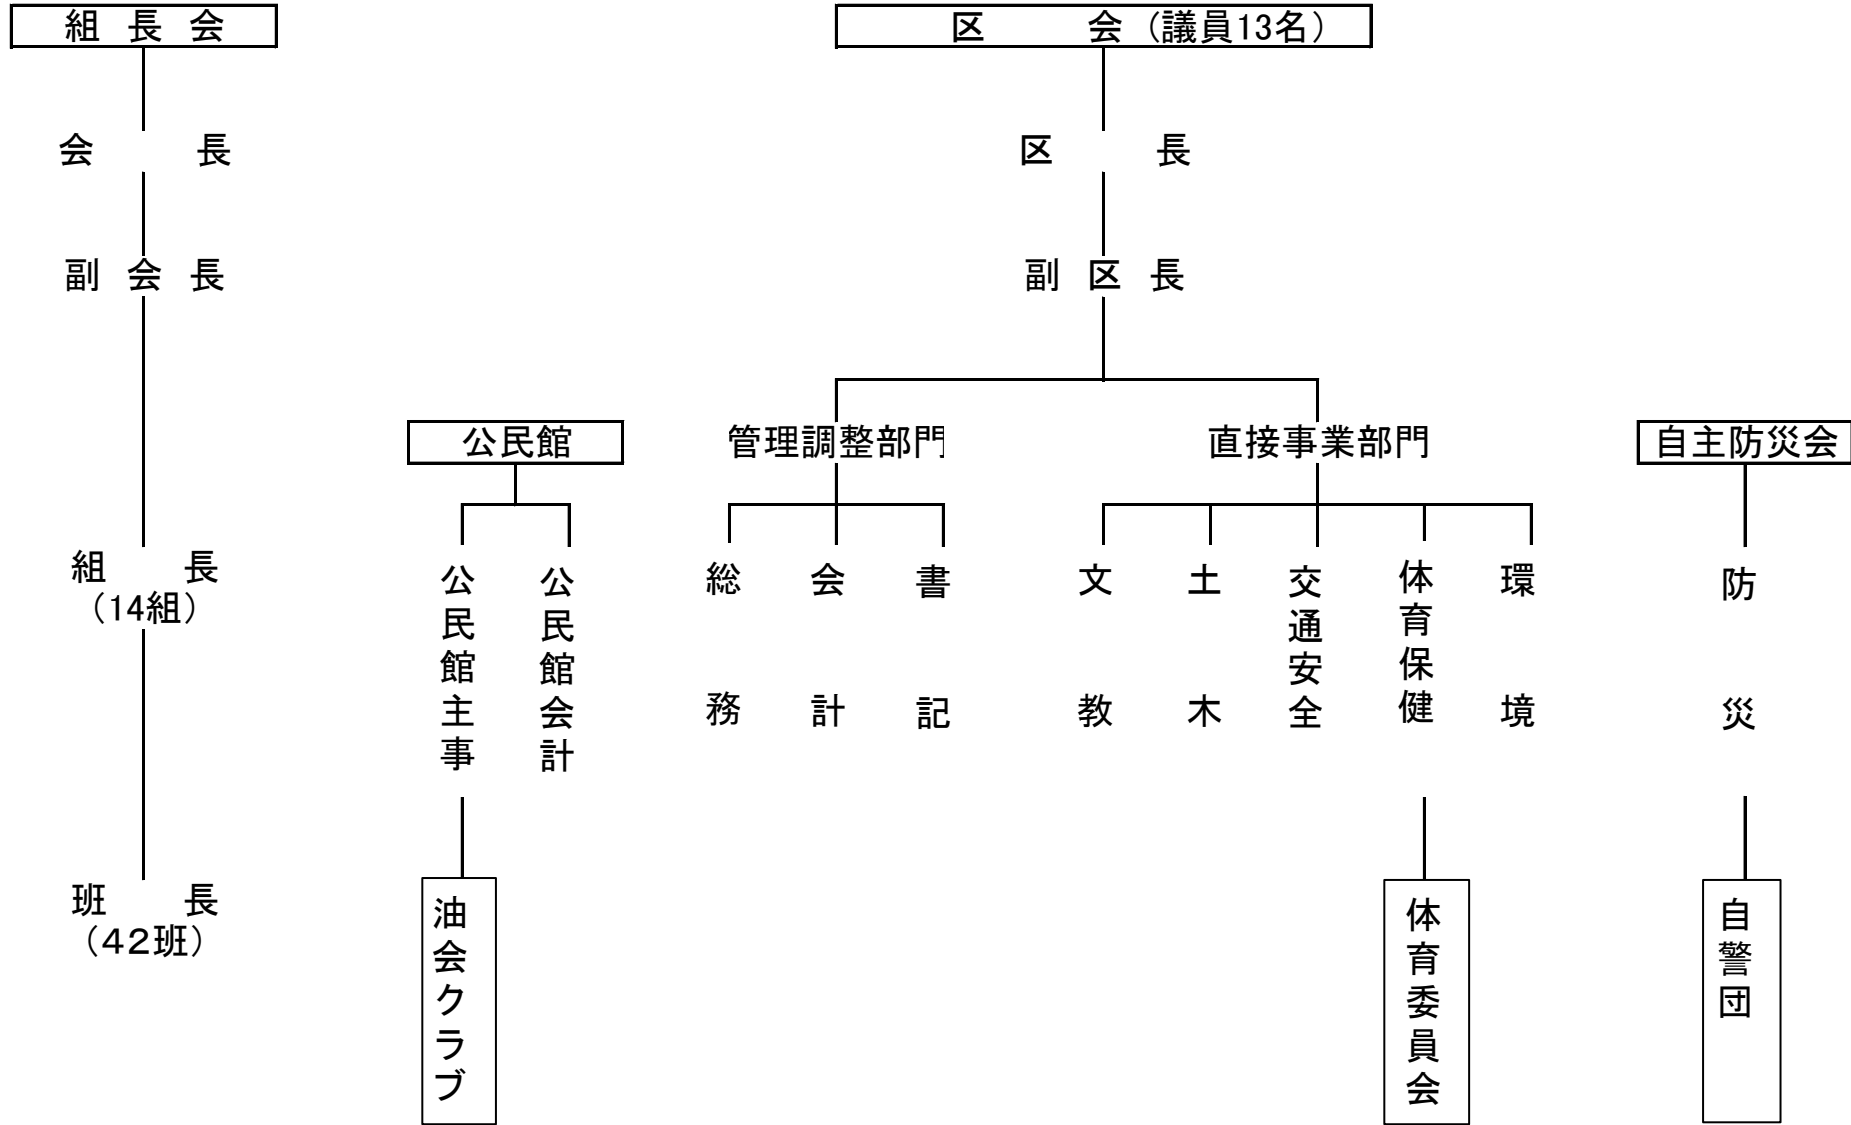 組長会
区会（議員13名）
会長
区長
副会長
副区長
公民館
管理調整部門
直接事業部門
自主防災会
組長
（14組）
公民館主事
公民館会計
総務
会計
書記
文教
土木
交通安全
体育保健
環境
防災
班長
（４２班）
油会クラブ
体育委員会
自警団